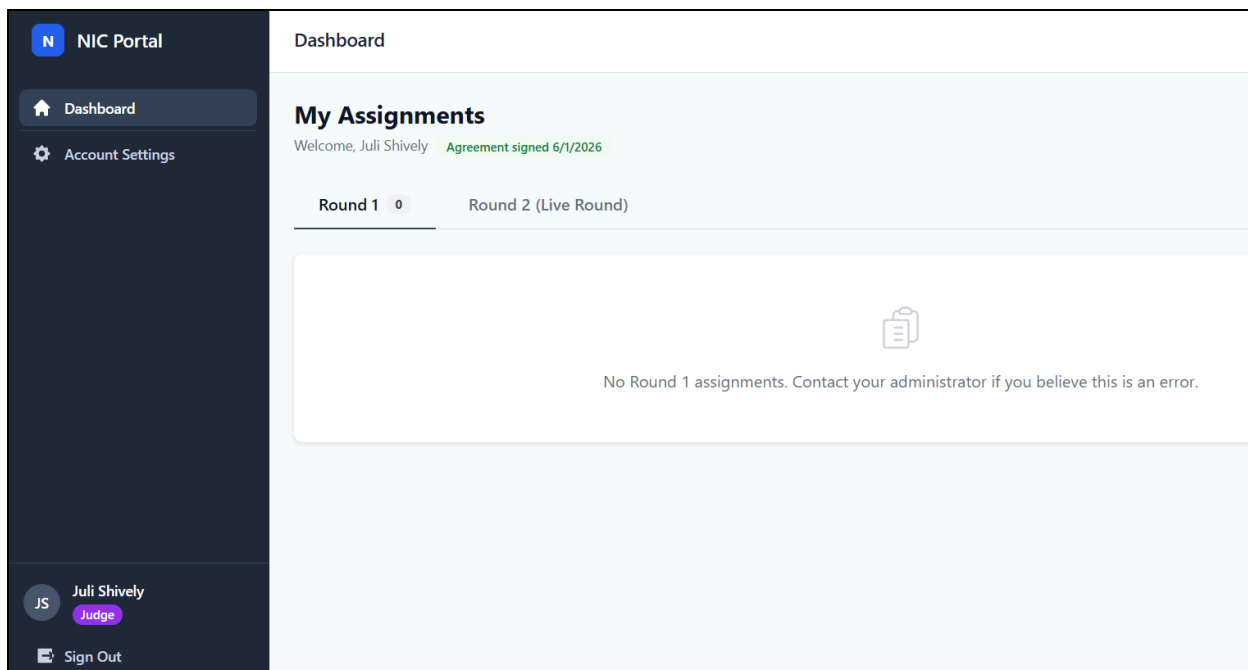 N NIC Portal
Dashboard
Account Settings
Dashboard
My Assignments
Welcome, Juli Shively Agreement signed 6/1/2026
Round 1 0 Round 2 (Live Round)
No Round 1 assignments. Contact your administrator if you believe this is an error.
JS Juli Shively
Judge
Sign Out